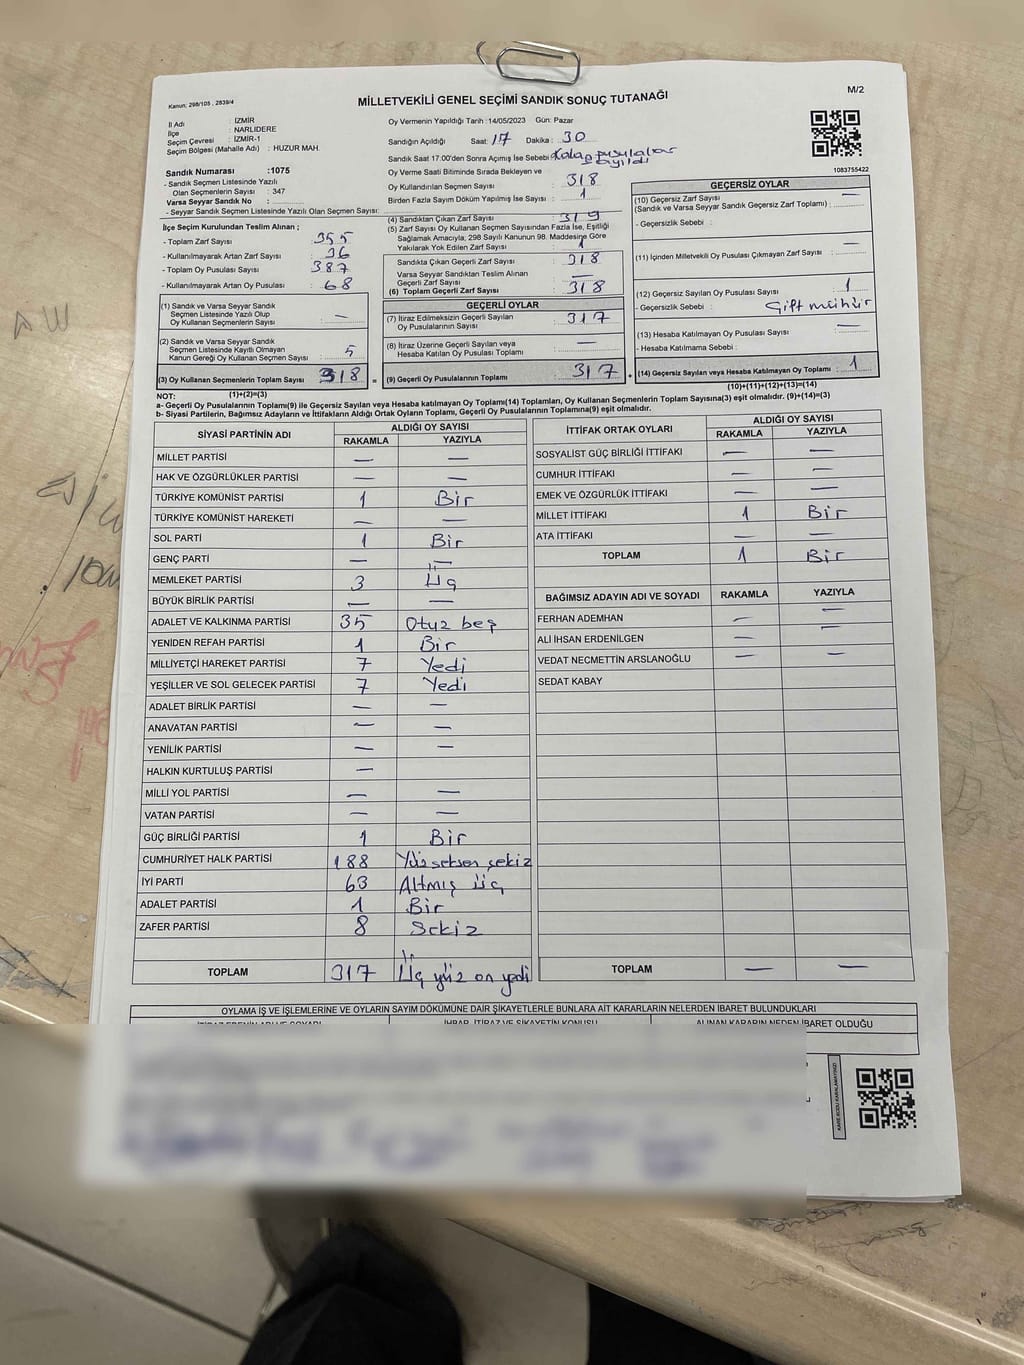 M/2
Kanun: 298/105 , 2839/4
MİLLETVEKİLİ GENEL SEÇİMİ SANDIK SONUÇ TUTANAĞI
İl Adı : İZMİR
İlçe : NARLIDERE
Seçim Çevresi : İZMİR-1
Seçim Bölgesi (Mahalle Adı) : HUZUR MAH.
Sandık Numarası :1075
- Sandık Seçmen Listesinde Yazılı
Olan Seçmenlerin Sayısı : 347
Varsa Seyyar Sandık No :
- Seyyar Sandık Seçmen Listesinde Yazılı Olan Seçmen Sayısı:
İlçe Seçim Kurulundan Teslim Alınan ;
- Toplam Zarf Sayısı : 355
- Kullanılmayarak Artan Zarf Sayısı : 36
- Toplam Oy Pusulası Sayısı : 387
- Kullanılmayarak Artan Oy Pusulası : 68
(1) Sandık ve Varsa Seyyar Sandık
Seçmen Listesinde Yazılı Olup
Oy Kullanan Seçmenlerin Sayısı : —
(2) Sandık ve Varsa Seyyar Sandık
Seçmen Listesinde Kayıtlı Olmayan
Kanun Gereği Oy Kullanan Seçmen Sayısı : 5
(3) Oy Kullanan Seçmenlerin Toplam Sayısı 318 =
Oy Vermenin Yapıldığı Tarih :14/05/2023 Gün: Pazar
Sandığın Açıldığı Saat: 17 Dakika : 30
Sandık Saat 17.00'den Sonra Açımış İse Sebebi : Kalan pusulalar sayıldı
Oy Verme Saati Bitiminde Sırada Bekleyen ve
Oy Kullandırılan Seçmen Sayısı : 318
Birden Fazla Sayım Döküm Yapılmış İse Sayısı : 1
(4) Sandıktan Çıkan Zarf Sayısı : 319
(5) Zarf Sayısı Oy Kullanan Seçmen Sayısından Fazla İse, Eşitliği
Sağlamak Amacıyla; 298 Sayılı Kanunun 98. Maddesine Göre
Yakılarak Yok Edilen Zarf Sayısı : 1
Sandıkta Çıkan Geçerli Zarf Sayısı : 318
Varsa Seyyar Sandıktan Teslim Alınan
Geçerli Zarf Sayısı : —
(6) Toplam Geçerli Zarf Sayısı : 318
GEÇERLİ OYLAR
(7) İtiraz Edilmeksizin Geçerli Sayılan
Oy Pusulalarının Sayısı : 317
(8) İtiraz Üzerine Geçerli Sayılan veya
Hesaba Katılan Oy Pusulası Toplamı : —
(9) Geçerli Oy Pusulalarının Toplamı : 317 +
1083755422
GEÇERSİZ OYLAR
(10) Geçersiz Zarf Sayısı : —
(Sandık ve Varsa Seyyar Sandık Geçersiz Zarf Toplamı) :
- Geçersizlik Sebebi :
(11) İçinden Milletvekili Oy Pusulası Çıkmayan Zarf Sayısı : —
(12) Geçersiz Sayılan Oy Pusulası Sayısı : 1
- Geçersizlik Sebebi : Çift mühür
(13) Hesaba Katılmayan Oy Pusulası Sayısı : —
- Hesaba Katılmama Sebebi :
(14) Geçersiz Sayılan veya Hesaba Katılmayan Oy Toplamı : 1
(1)+(2)=(3)
(10)+(11)+(12)+(13)=(14)
NOT:
a- Geçerli Oy Pusulalarının Toplamı(9) ile Geçersiz Sayılan veya Hesaba katılmayan Oy Toplamı(14) Toplamları, Oy Kullanan Seçmenlerin Toplam Sayısına(3) eşit olmalıdır. (9)+(14)=(3)
b- Siyasi Partilerin, Bağımsız Adayların ve İttifakların Aldığı Ortak Oyların Toplamı, Geçerli Oy Pusulalarının Toplamına(9) eşit olmalıdır.
SİYASİ PARTİNİN ADI ALDIĞI OY SAYISI
RAKAMLA YAZIYLA
MİLLET PARTİSİ — —
HAK VE ÖZGÜRLÜKLER PARTİSİ — —
TÜRKİYE KOMÜNİST PARTİSİ 1 Bir
TÜRKİYE KOMÜNİST HAREKETİ — —
SOL PARTİ 1 Bir
GENÇ PARTİ — —
MEMLEKET PARTİSİ 3 Üç
BÜYÜK BİRLİK PARTİSİ — —
ADALET VE KALKINMA PARTİSİ 35 Otuz beş
YENİDEN REFAH PARTİSİ 1 Bir
MİLLİYETÇİ HAREKET PARTİSİ 7 Yedi
YEŞİLLER VE SOL GELECEK PARTİSİ 7 Yedi
ADALET BİRLİK PARTİSİ — —
ANAVATAN PARTİSİ — —
YENİLİK PARTİSİ — —
HALKIN KURTULUŞ PARTİSİ —
MİLLİ YOL PARTİSİ — —
VATAN PARTİSİ — —
GÜÇ BİRLİĞİ PARTİSİ 1 Bir
CUMHURİYET HALK PARTİSİ 188 Yüz seksen sekiz
İYİ PARTİ 63 Altmış üç
ADALET PARTİSİ 1 Bir
ZAFER PARTİSİ 8 Sekiz
TOPLAM 317 Üç yüz on yedi
İTTİFAK ORTAK OYLARI ALDIĞI OY SAYISI
RAKAMLA YAZIYLA
SOSYALİST GÜÇ BİRLİĞİ İTTİFAKI — —
CUMHUR İTTİFAKI — —
EMEK VE ÖZGÜRLÜK İTTİFAKI — —
MİLLET İTTİFAKI 1 Bir
ATA İTTİFAKI — —
TOPLAM 1 Bir
BAĞIMSIZ ADAYIN ADI VE SOYADI RAKAMLA YAZIYLA
FERHAN ADEMHAN — —
ALİ İHSAN ERDENİLGEN — —
VEDAT NECMETTİN ARSLANOĞLU — —
SEDAT KABAY
TOPLAM — —
OYLAMA İŞ VE İŞLEMLERİNE VE OYLARIN SAYIM DÖKÜMÜNE DAİR ŞİKAYETLERLE BUNLARA AİT KARARLARIN NELERDEN İBARET BULUNDUKLARI
İTİRAZ EDENİN ADI VE SOYADI İHBAR, İTİRAZ VE ŞİKAYETİN KONUSU ALINAN KARARIN NEDEN İBARET OLDUĞU
KARE KODU KARALAMAYINIZ!